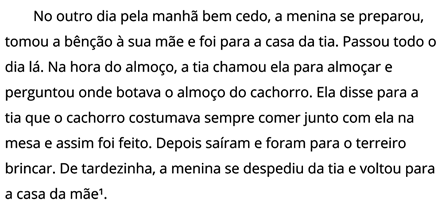 No outro dia pela manhã bem cedo, a menina se preparou,
tomou a bênção à sua mãe e foi para a casa da tia. Passou todo o
dia lá. Na hora do almoço, a tia chamou ela para almoçar e
perguntou onde botava o almoço do cachorro. Ela disse para a
tia que o cachorro costumava sempre comer junto com ela na
mesa e assim foi feito. Depois saíram e foram para o terreiro
brincar. De tardezinha, a menina se despediu da tia e voltou para
a casa da mãe¹.